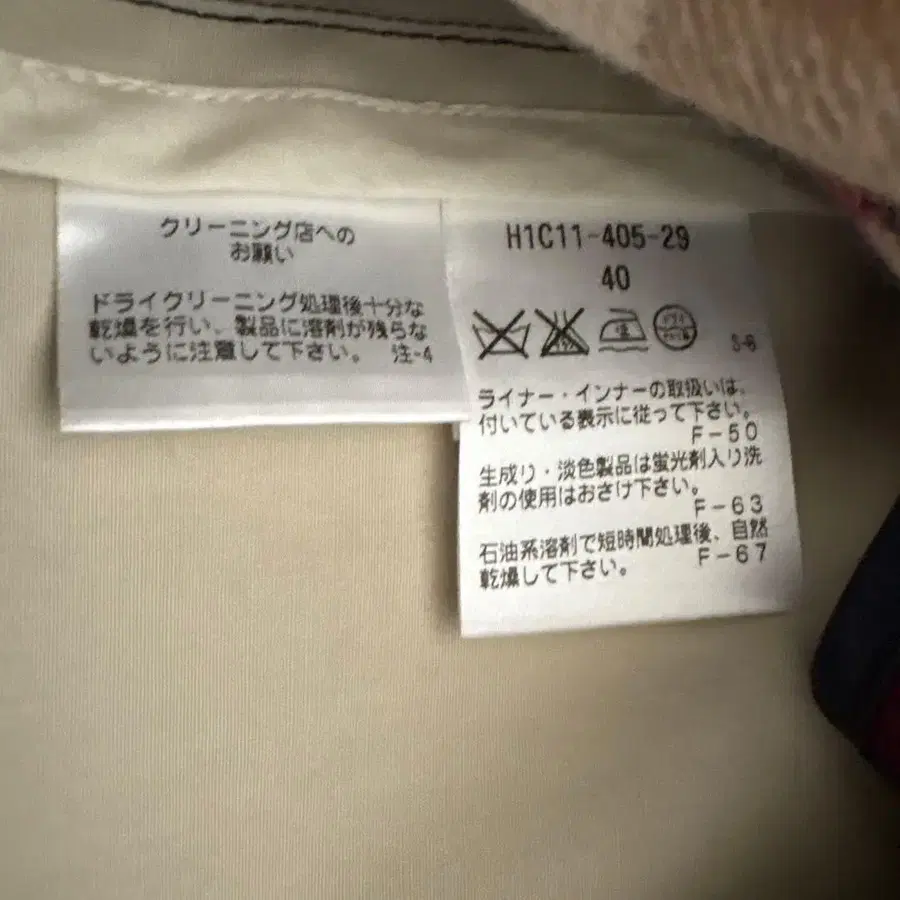 クリーニング店への
お願い
ドライクリーニング処理後十分な
乾燥を行い、製品に溶剤が残らな
いように注意して下さい。 注-4
H1C11-405-29
40
S-6
ライナー・インナーの取扱いは、
付いている表示に従って下さい。
F-50
生成り・淡色製品は蛍光剤入り洗
剤の使用はおさけ下さい。
F-63
石油系溶剤で短時間処理後、自然
乾燥して下さい。 F-67